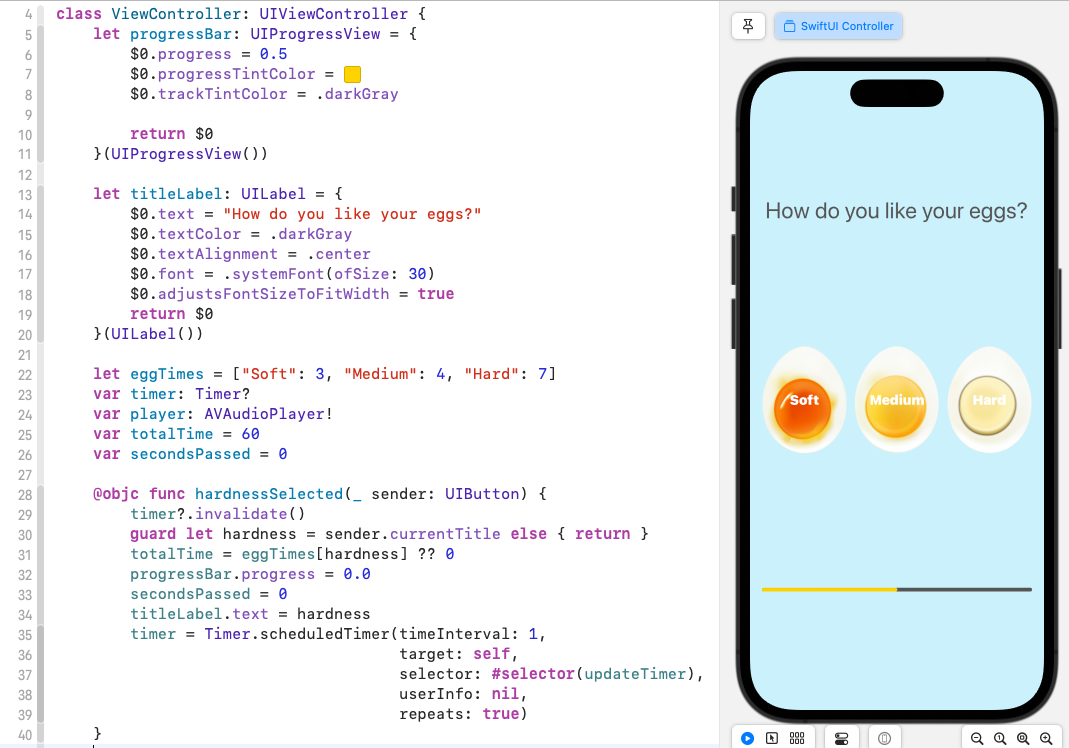 4 class ViewController: UIViewController {
5     let progressBar: UIProgressView = {
6         $0.progress = 0.5
7         $0.progressTintColor =
8         $0.trackTintColor = .darkGray
9
10         return $0
11     }(UIProgressView())
12
13     let titleLabel: UILabel = {
14         $0.text = "How do you like your eggs?"
15         $0.textColor = .darkGray
16         $0.textAlignment = .center
17         $0.font = .systemFont(ofSize: 30)
18         $0.adjustsFontSizeToFitWidth = true
19         return $0
20     }(UILabel())
21
22     let eggTimes = ["Soft": 3, "Medium": 4, "Hard": 7]
23     var timer: Timer?
24     var player: AVAudioPlayer!
25     var totalTime = 60
26     var secondsPassed = 0
27
28     @objc func hardnessSelected(_ sender: UIButton) {
29         timer?.invalidate()
30         guard let hardness = sender.currentTitle else { return }
31         totalTime = eggTimes[hardness] ?? 0
32         progressBar.progress = 0.0
33         secondsPassed = 0
34         titleLabel.text = hardness
35         timer = Timer.scheduledTimer(timeInterval: 1,
36                                      target: self,
37                                      selector: #selector(updateTimer),
38                                      userInfo: nil,
39                                      repeats: true)
40     }
SwiftUI Controller
How do you like your eggs?
Soft Medium Hard